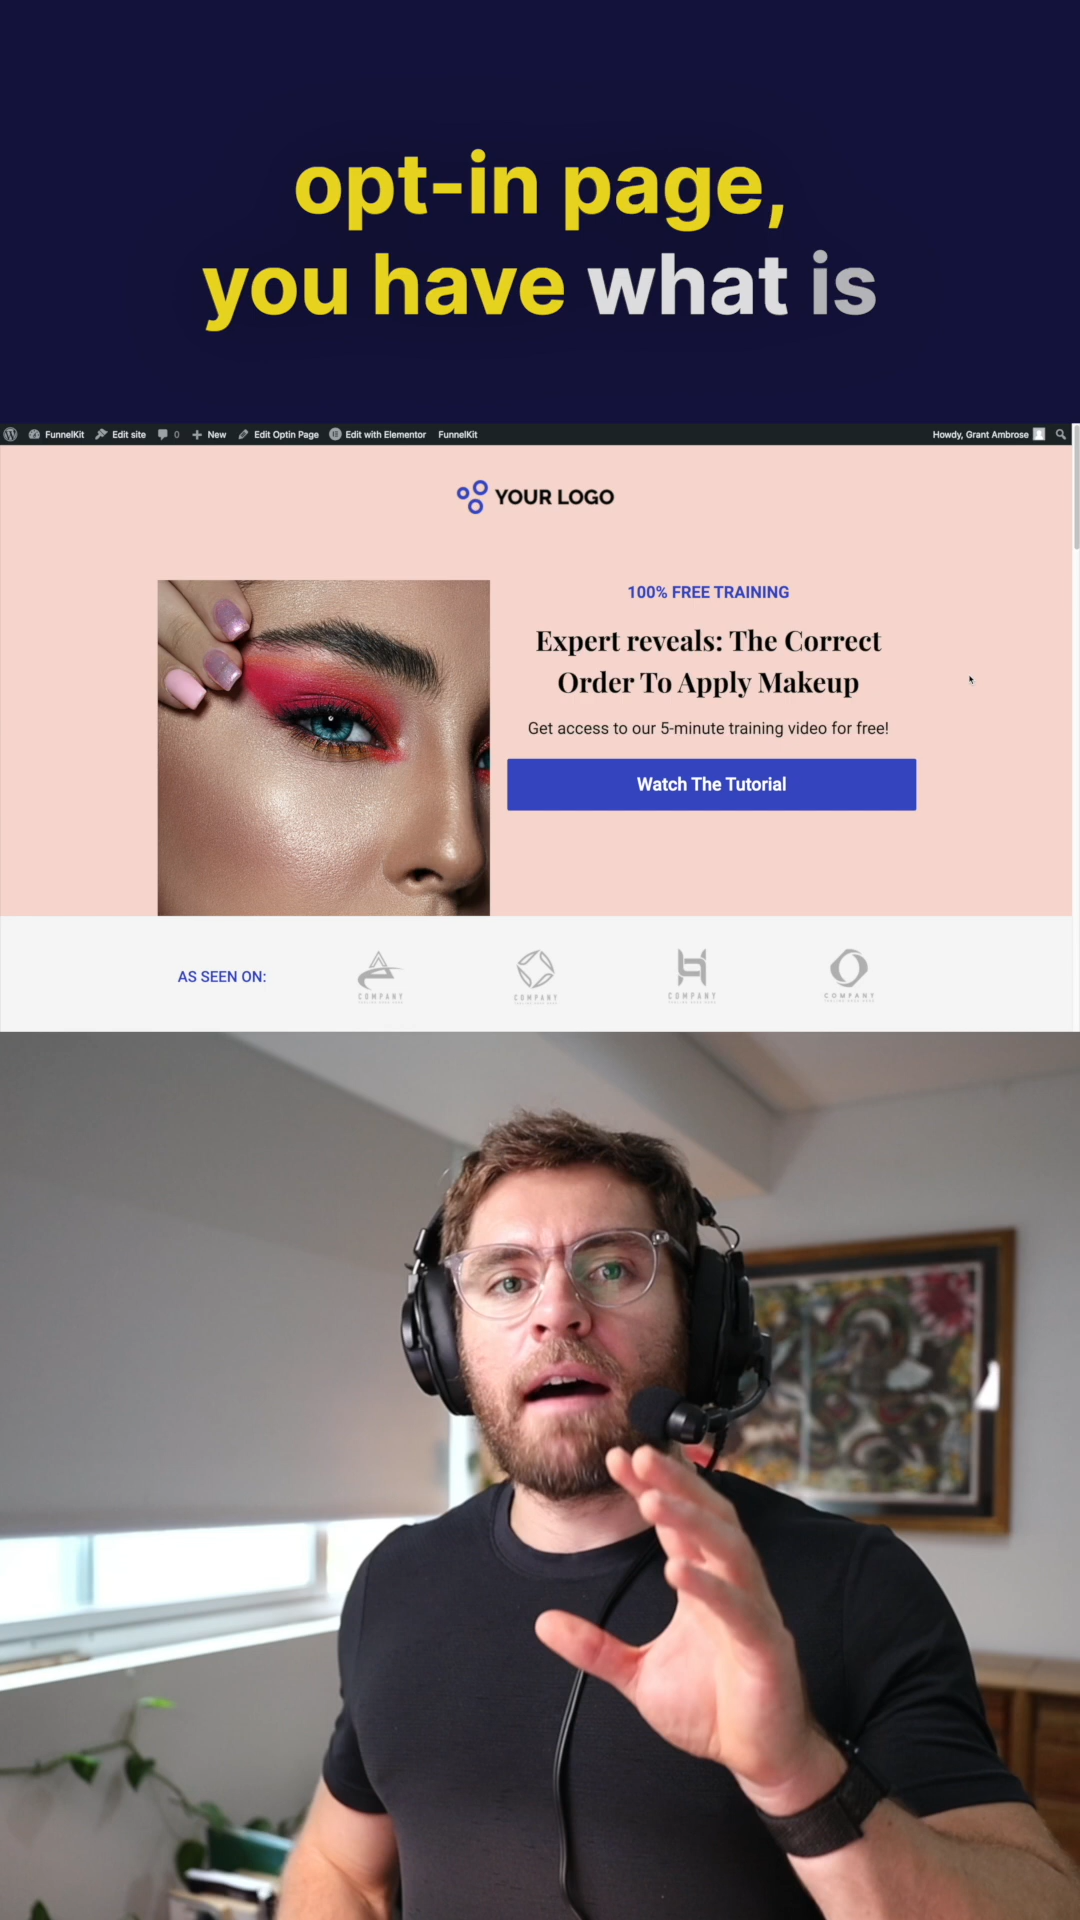 opt-in page,
you have what is
FunnelKit Edit site 0 New Edit Optin Page Edit with Elementor FunnelKit Howdy, Grant Ambrose
YOUR LOGO
100% FREE TRAINING
Expert reveals: The Correct
Order To Apply Makeup
Get access to our 5-minute training video for free!
Watch The Tutorial
AS SEEN ON:
COMPANY COMPANY COMPANY COMPANY